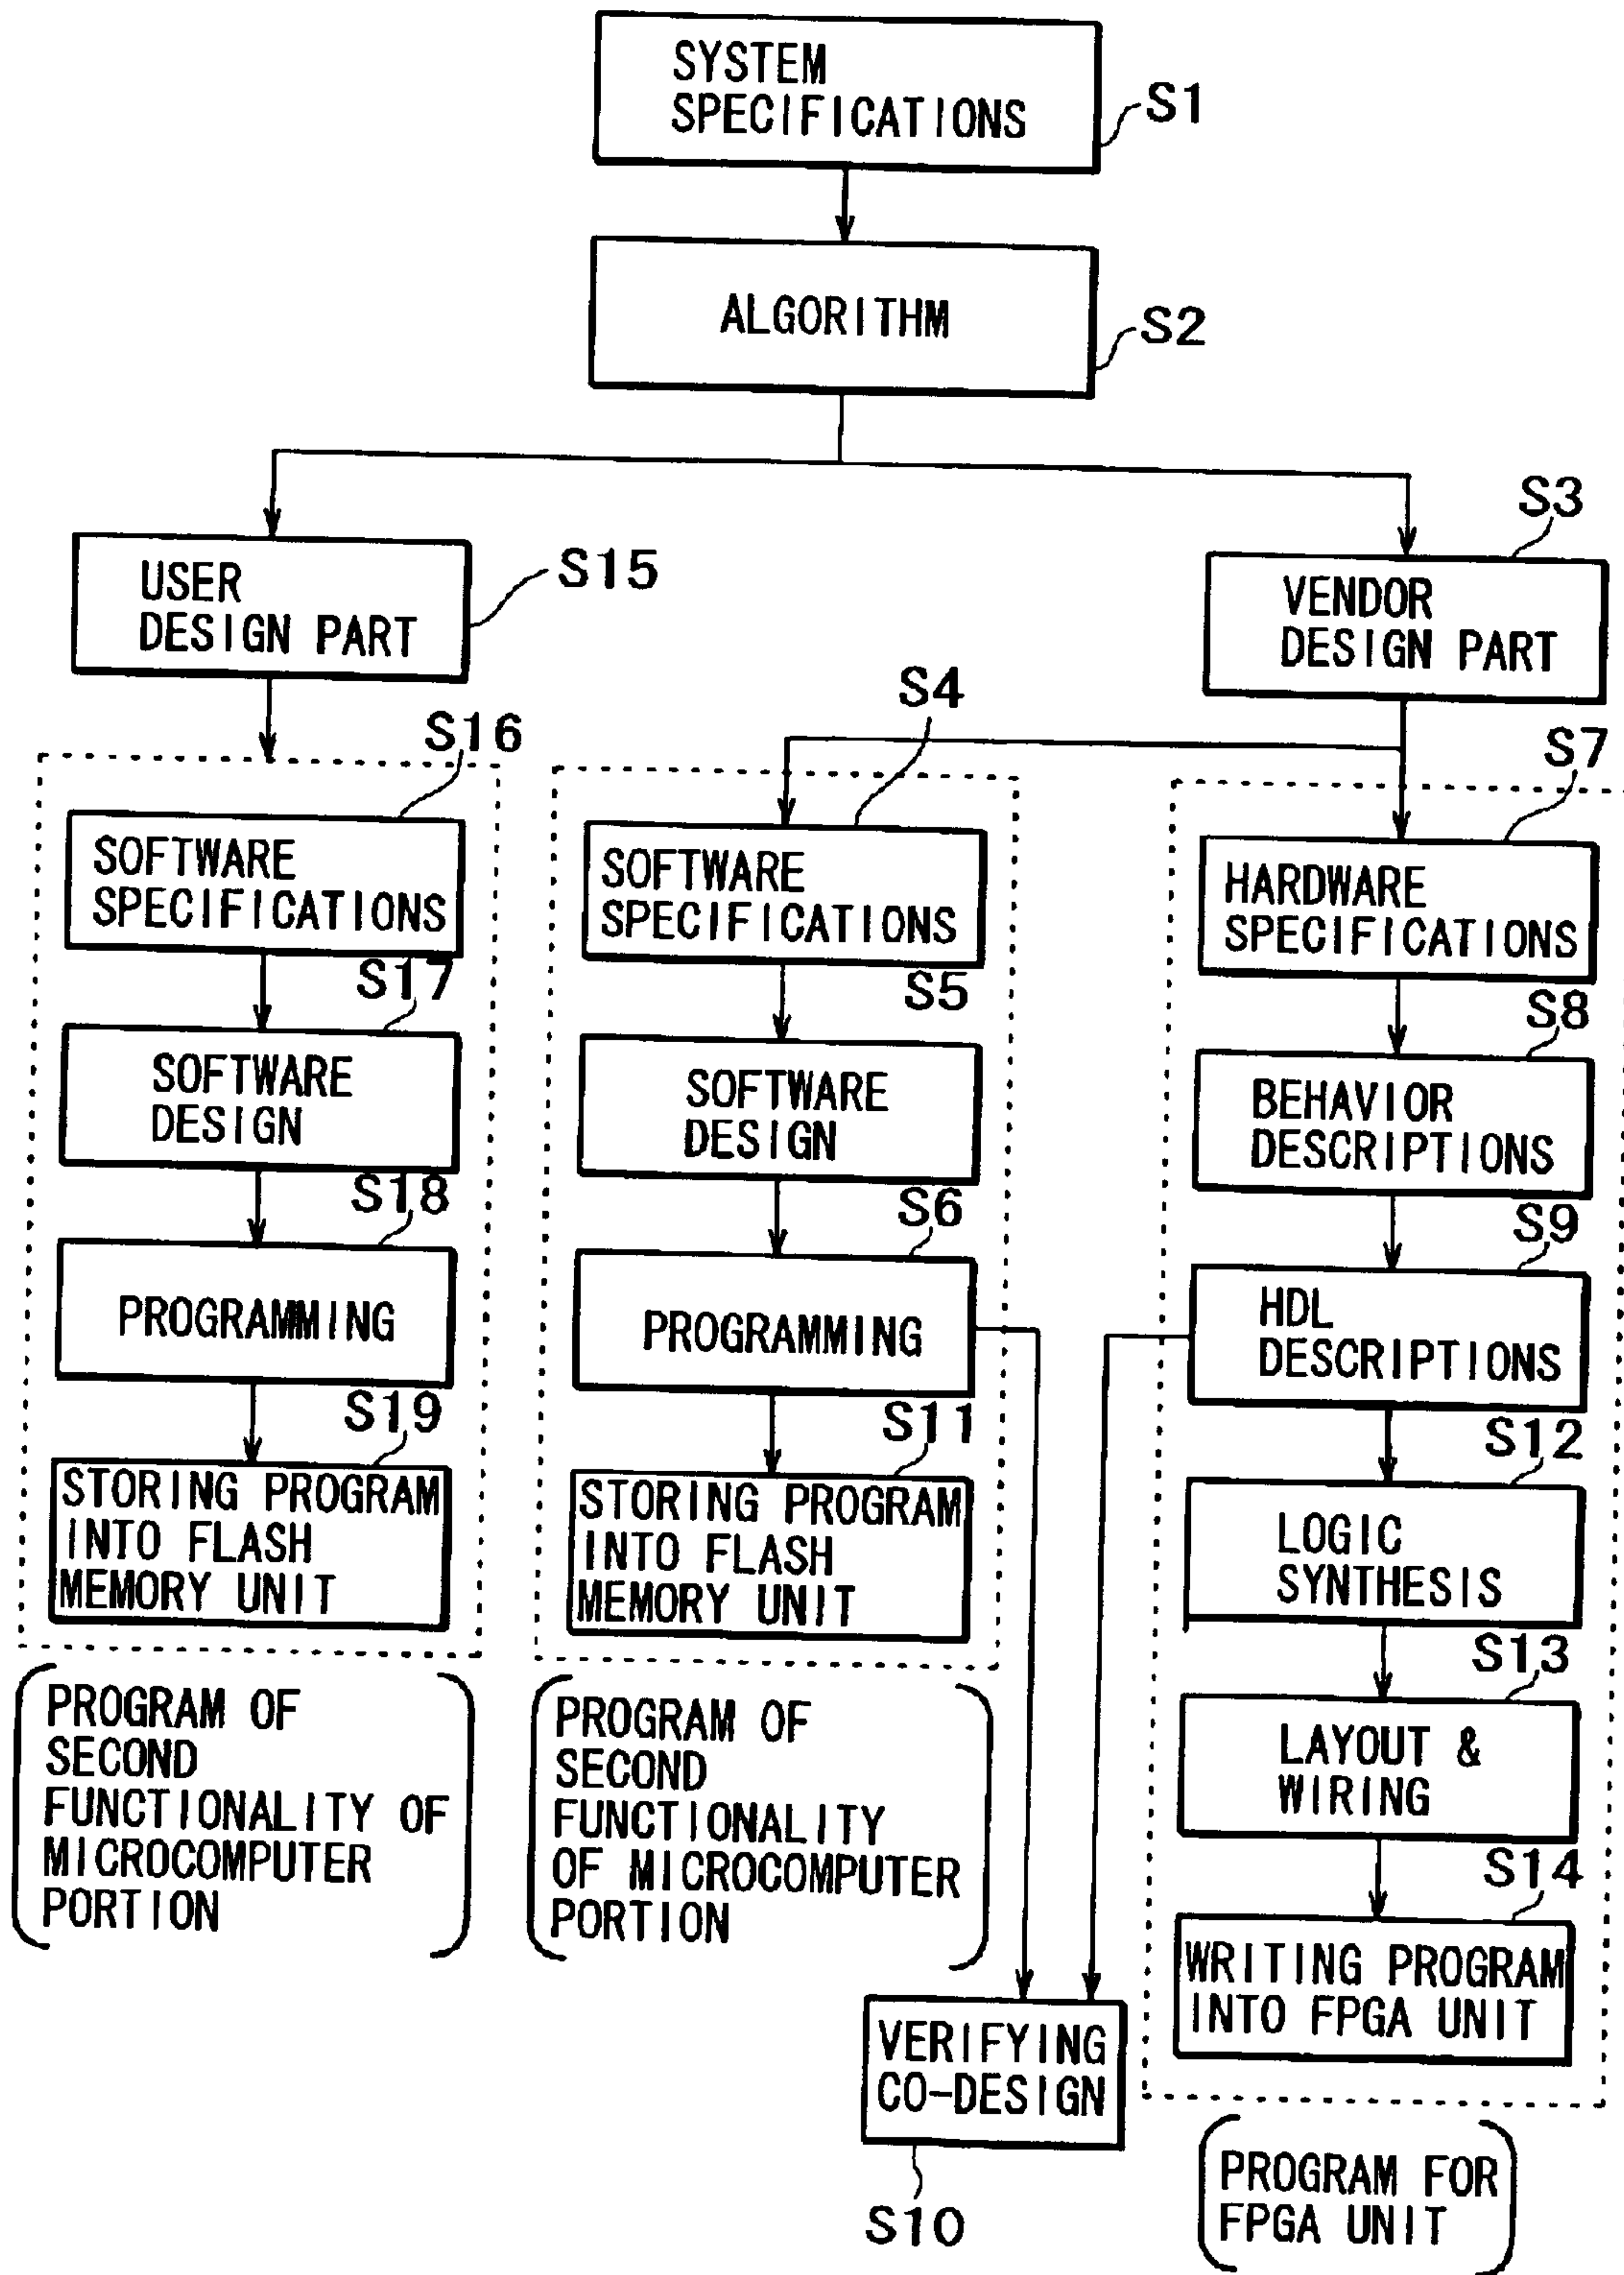 SYSTEM
SPECIFICATIONS
S1
ALGORITHM
S2
USER
DESIGN PART
S15
S3
VENDOR
DESIGN PART
S16
SOFTWARE
SPECIFICATIONS
S17
SOFTWARE
DESIGN
S18
PROGRAMMING
S19
STORING PROGRAM
INTO FLASH
MEMORY UNIT
PROGRAM OF
SECOND
FUNCTIONALITY OF
MICROCOMPUTER
PORTION
S4
SOFTWARE
SPECIFICATIONS
S5
SOFTWARE
DESIGN
S6
PROGRAMMING
S11
STORING PROGRAM
INTO FLASH
MEMORY UNIT
PROGRAM OF
SECOND
FUNCTIONALITY
OF MICROCOMPUTER
PORTION
S7
HARDWARE
SPECIFICATIONS
S8
BEHAVIOR
DESCRIPTIONS
S9
HDL
DESCRIPTIONS
S12
LOGIC
SYNTHESIS
S13
LAYOUT &
WIRING
S14
WRITING PROGRAM
INTO FPGA UNIT
VERIFYING
CO-DESIGN
S10
PROGRAM FOR
FPGA UNIT